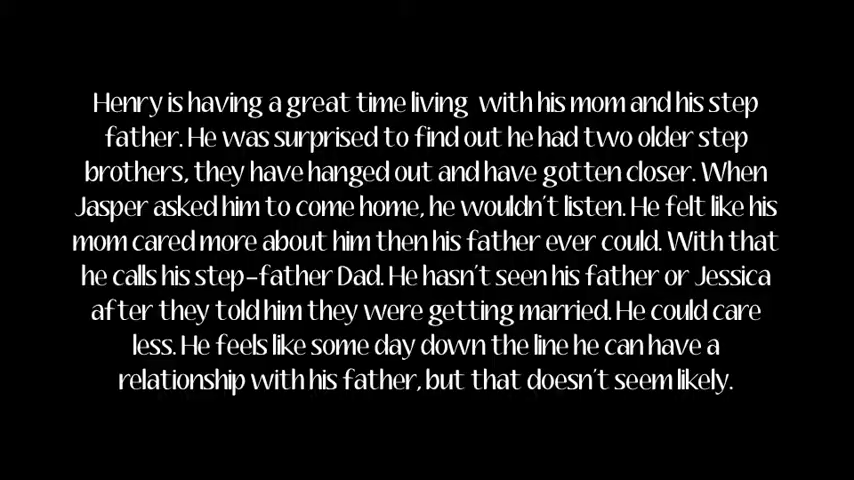 Henry is having a great time living with his mom and his step
father. He was surprised to find out he had two older step
brothers, they have hanged out and have gotten closer. When
Jasper asked him to come home, he wouldn't listen. He felt like his
mom cared more about him then his father ever could. With that
he calls his step-father Dad. He hasn't seen his father or Jessica
after they told him they were getting married. He could care
less. He feels like some day down the line he can have a
relationship with his father, but that doesn't seem likely.